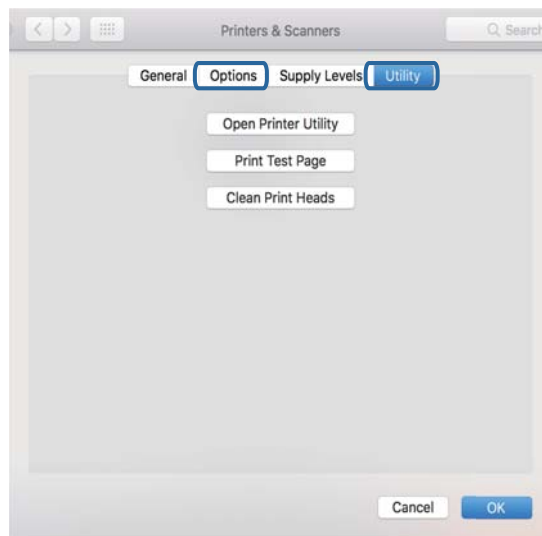 Printers & Scanners Search
General Options Supply Levels Utility
Open Printer Utility
Print Test Page
Clean Print Heads
Cancel OK